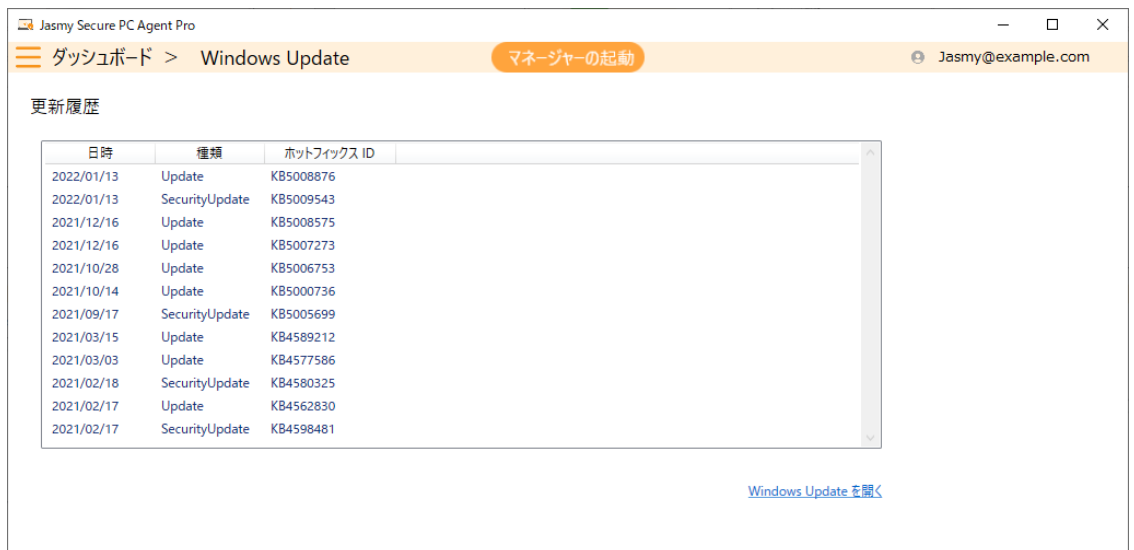 Jasmy Secure PC Agent Pro
ダッシュボード > Windows Update マネージャーの起動 Jasmy@example.com
更新履歴
日時 種類 ホットフィックス ID
2022/01/13 Update KB5008876
2022/01/13 SecurityUpdate KB5009543
2021/12/16 Update KB5008575
2021/12/16 Update KB5007273
2021/10/28 Update KB5006753
2021/10/14 Update KB5000736
2021/09/17 SecurityUpdate KB5005699
2021/03/15 Update KB4589212
2021/03/03 Update KB4577586
2021/02/18 SecurityUpdate KB4580325
2021/02/17 Update KB4562830
2021/02/17 SecurityUpdate KB4598481
Windows Update を開く